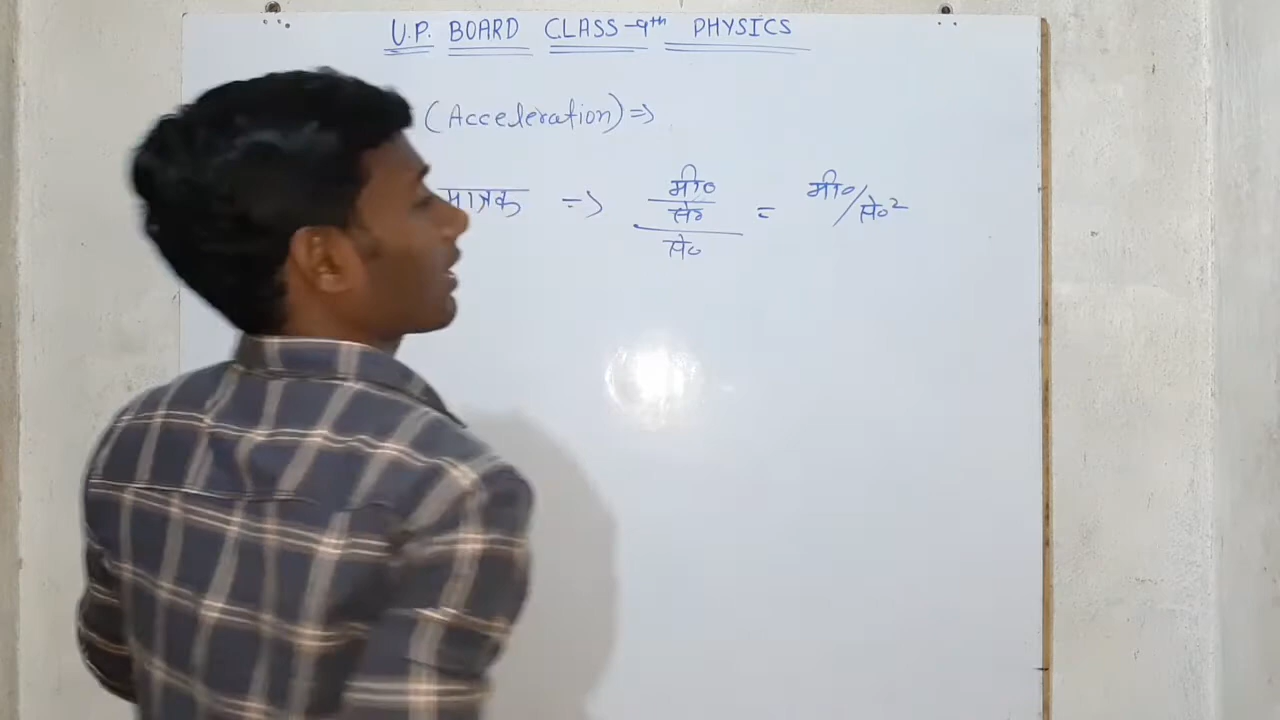 U.P. BOARD CLASS-9th PHYSICS
(Acceleration) =>
मात्रक => मी०/से०/से० = मी०/से०²